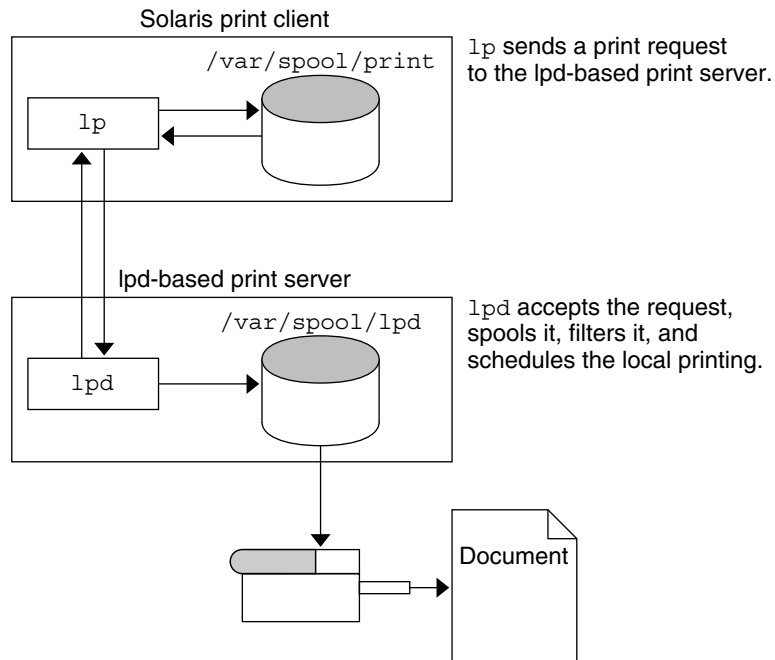 Solaris print client
/var/spool/print
lp
lp sends a print request
to the lpd-based print server.
lpd-based print server
/var/spool/lpd
lpd
lpd accepts the request,
spools it, filters it, and
schedules the local printing.
Document